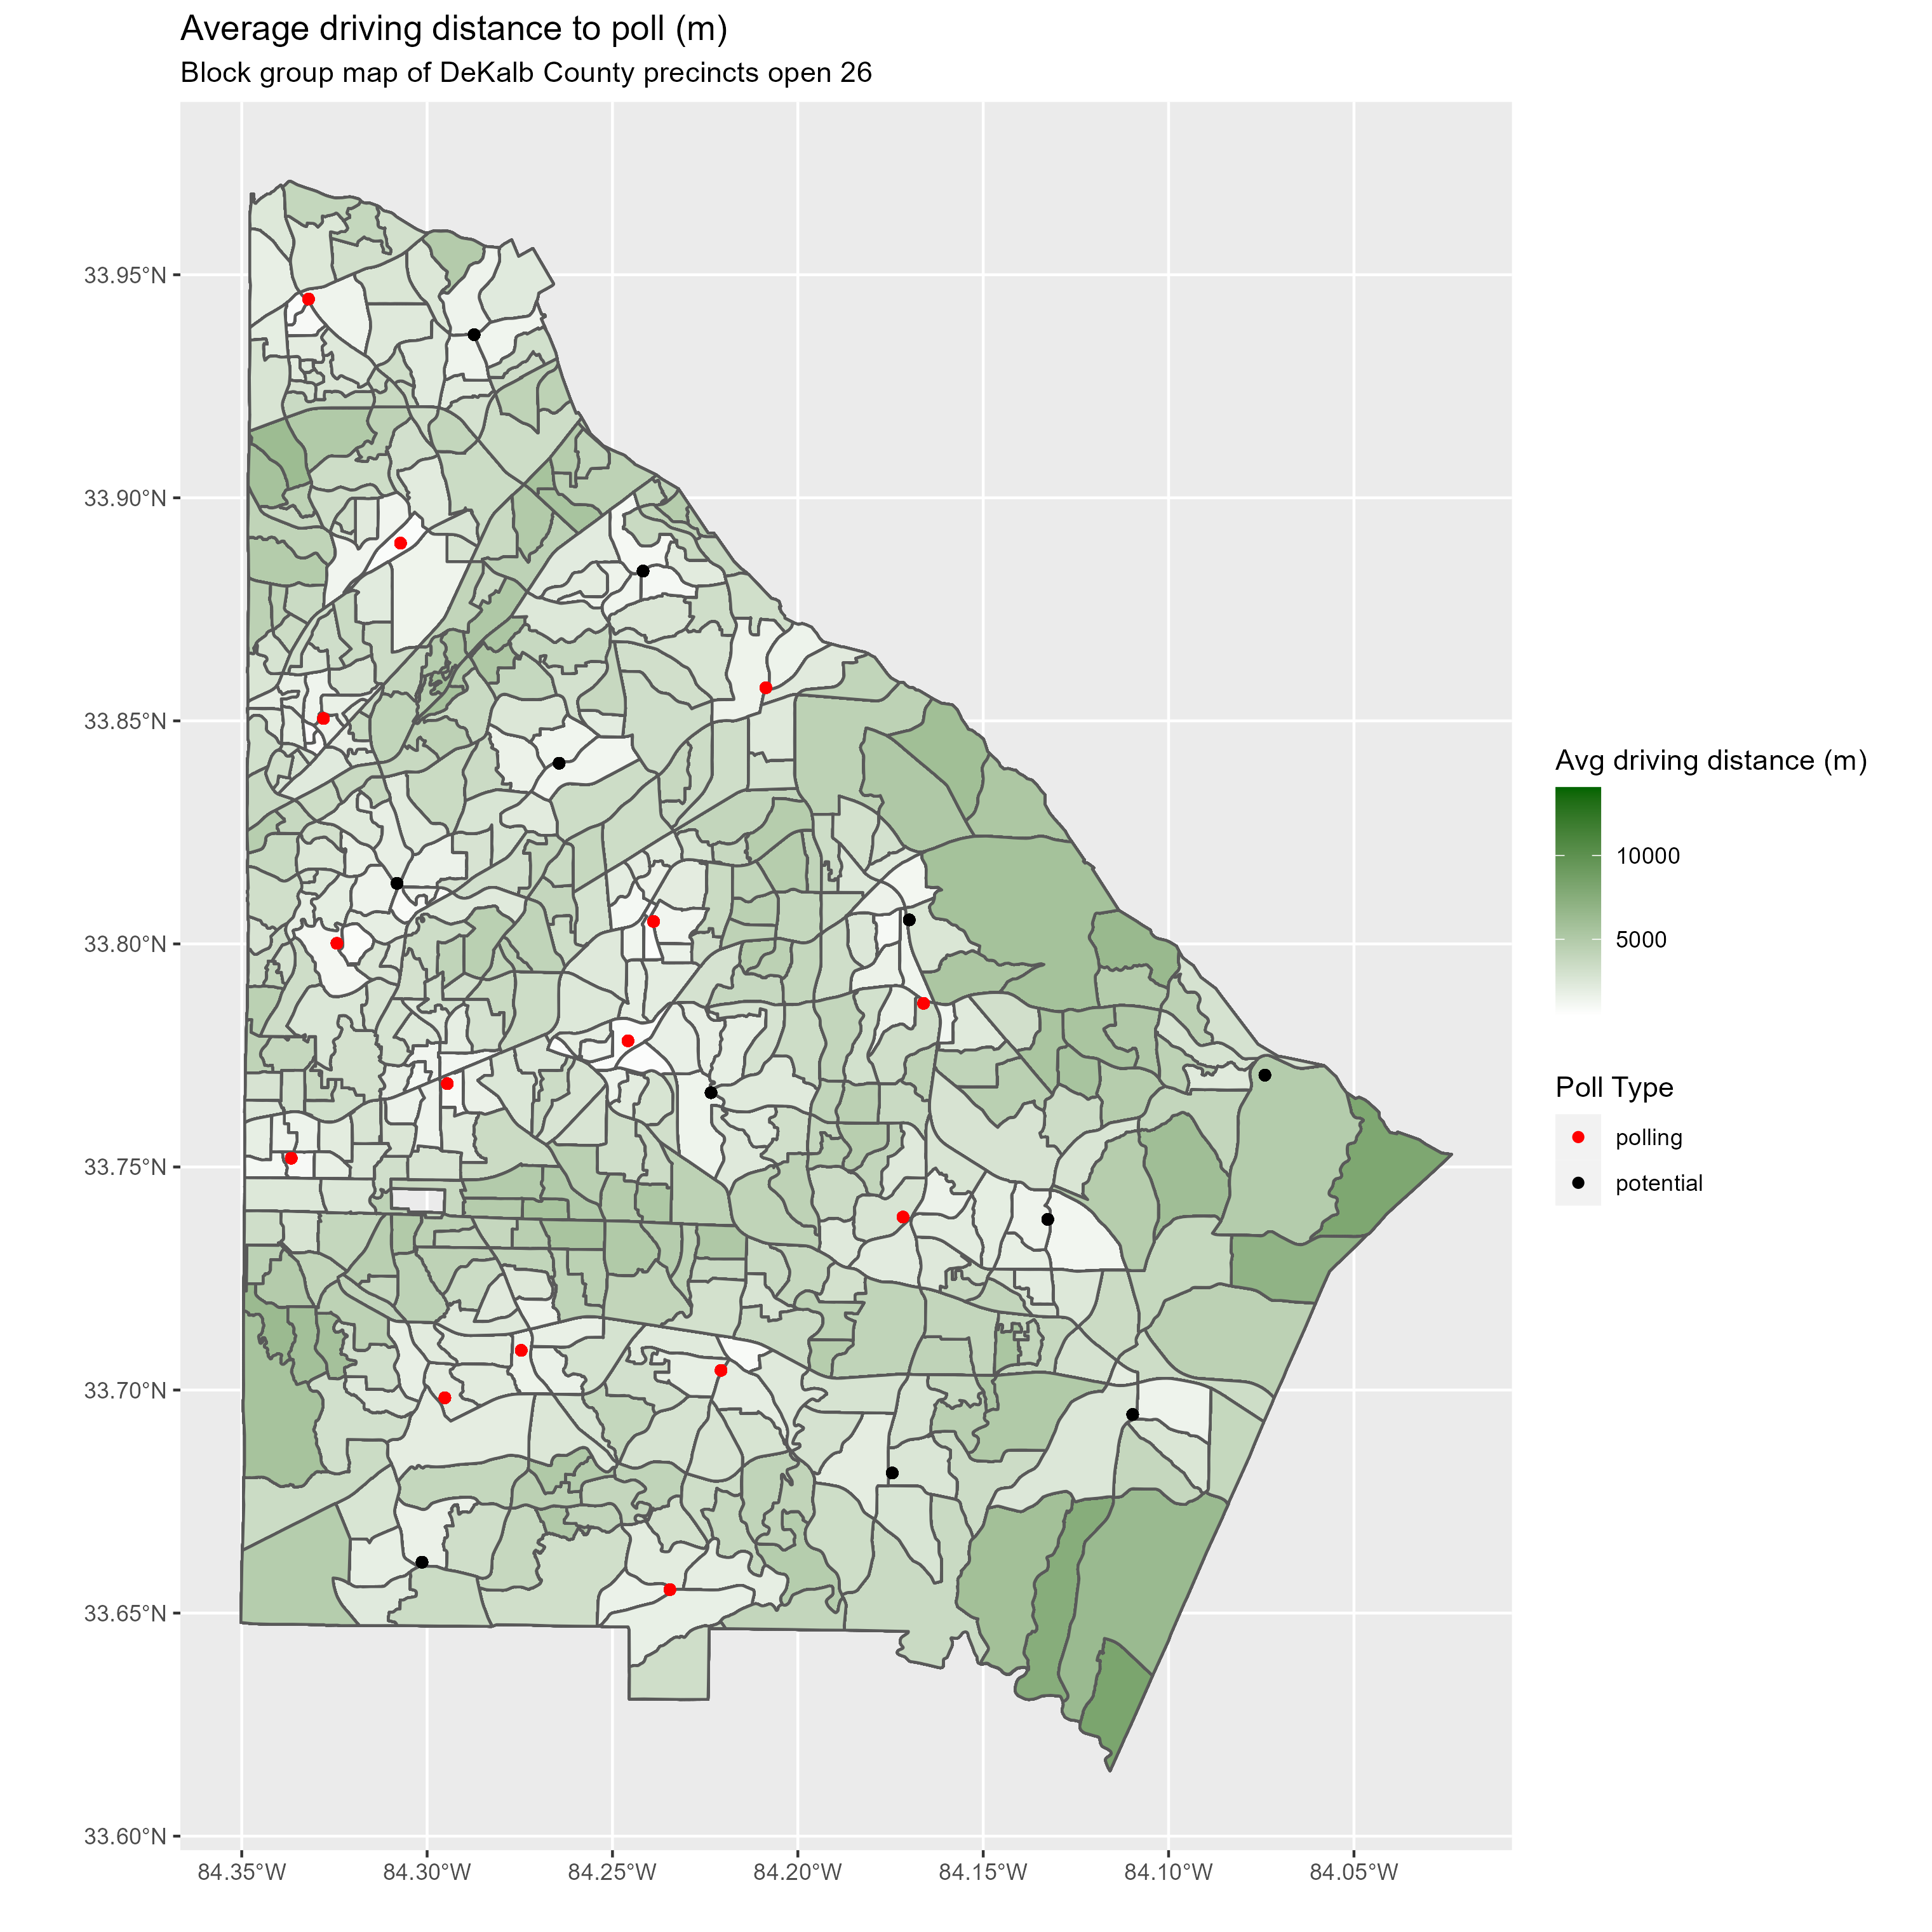 Average driving distance to poll (m)
Block group map of DeKalb County precincts open 26
33.95°N
33.90°N
33.85°N
33.80°N
33.75°N
33.70°N
33.65°N
33.60°N
84.35°W
84.30°W
84.25°W
84.20°W
84.15°W
84.10°W
84.05°W
Avg driving distance (m)
10000
5000
Poll Type
polling
potential